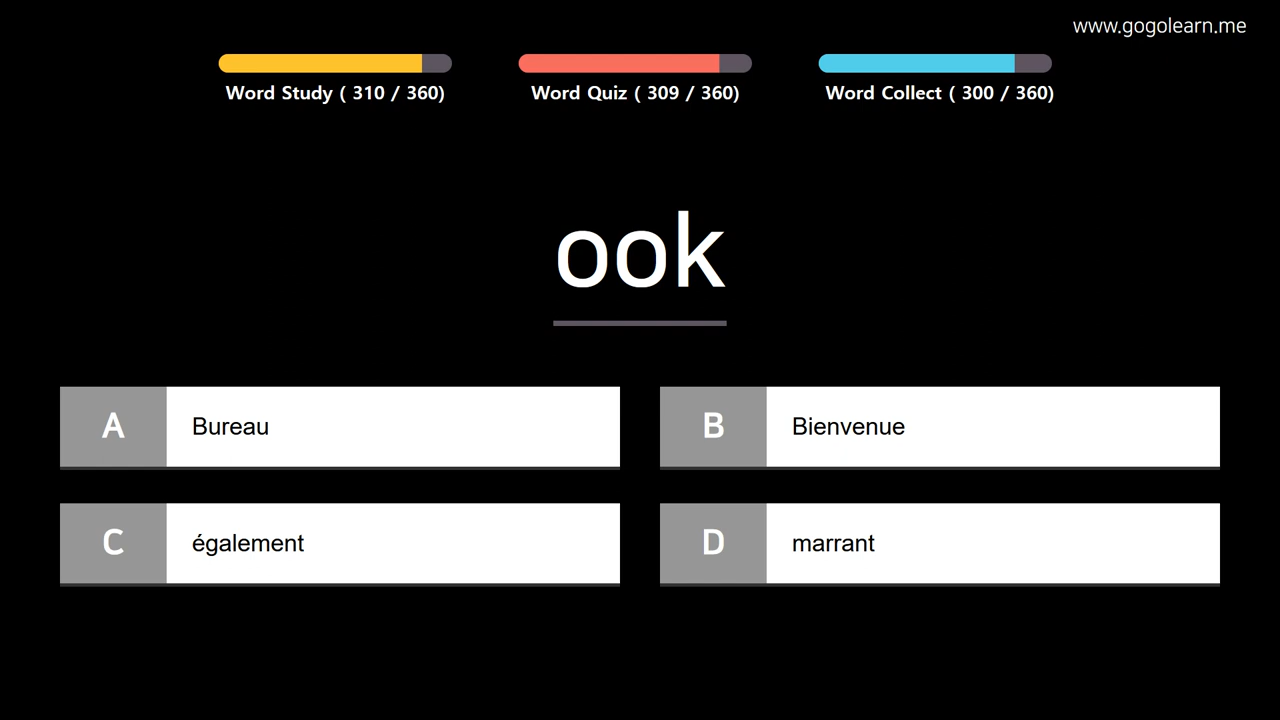 www.gogolearn.me
Word Study ( 310 / 360)
Word Quiz ( 309 / 360)
Word Collect ( 300 / 360)
ook
A
Bureau
B
Bienvenue
C
également
D
marrant